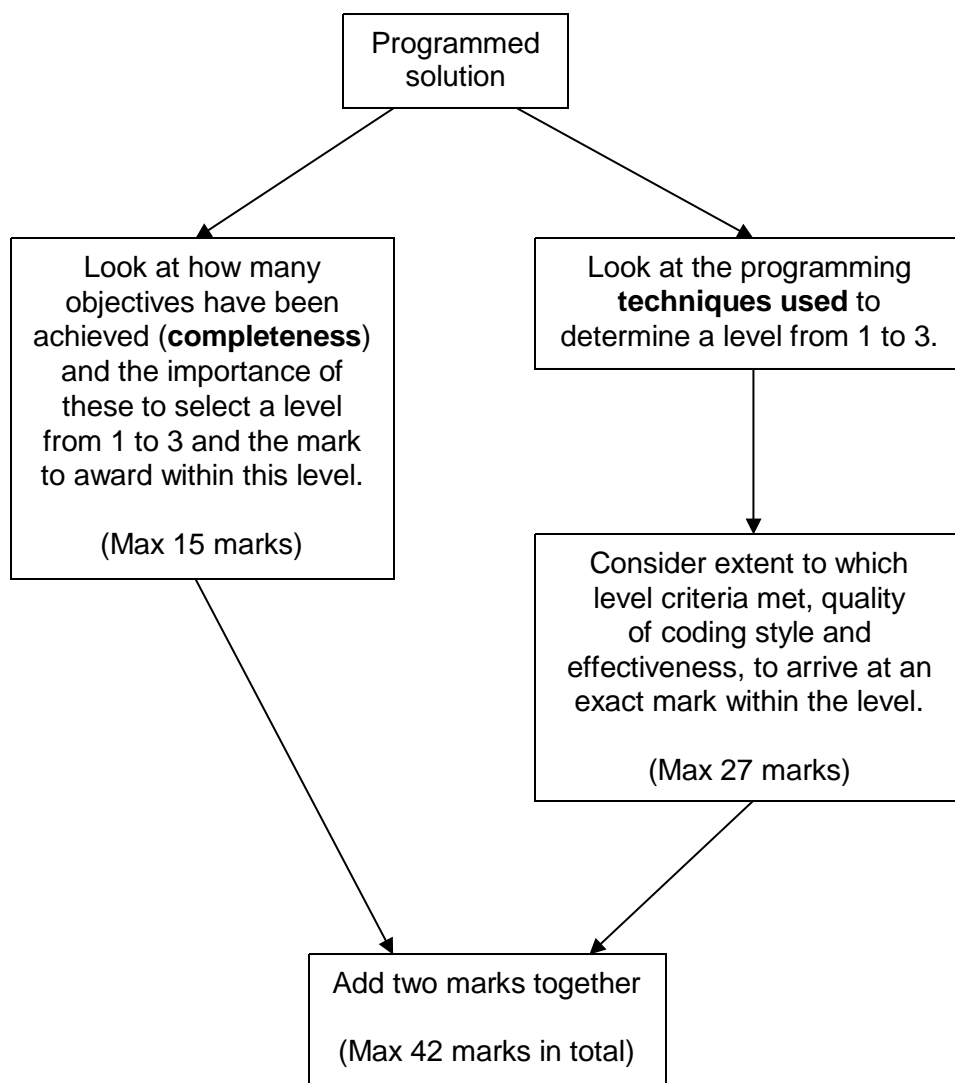 Programmed
solution
Look at how many
objectives have been
achieved (completeness)
and the importance of
these to select a level
from 1 to 3 and the mark
to award within this level.
(Max 15 marks)
Look at the programming
techniques used to
determine a level from 1 to 3.
Consider extent to which
level criteria met, quality
of coding style and
effectiveness, to arrive at an
exact mark within the level.
(Max 27 marks)
Add two marks together
(Max 42 marks in total)